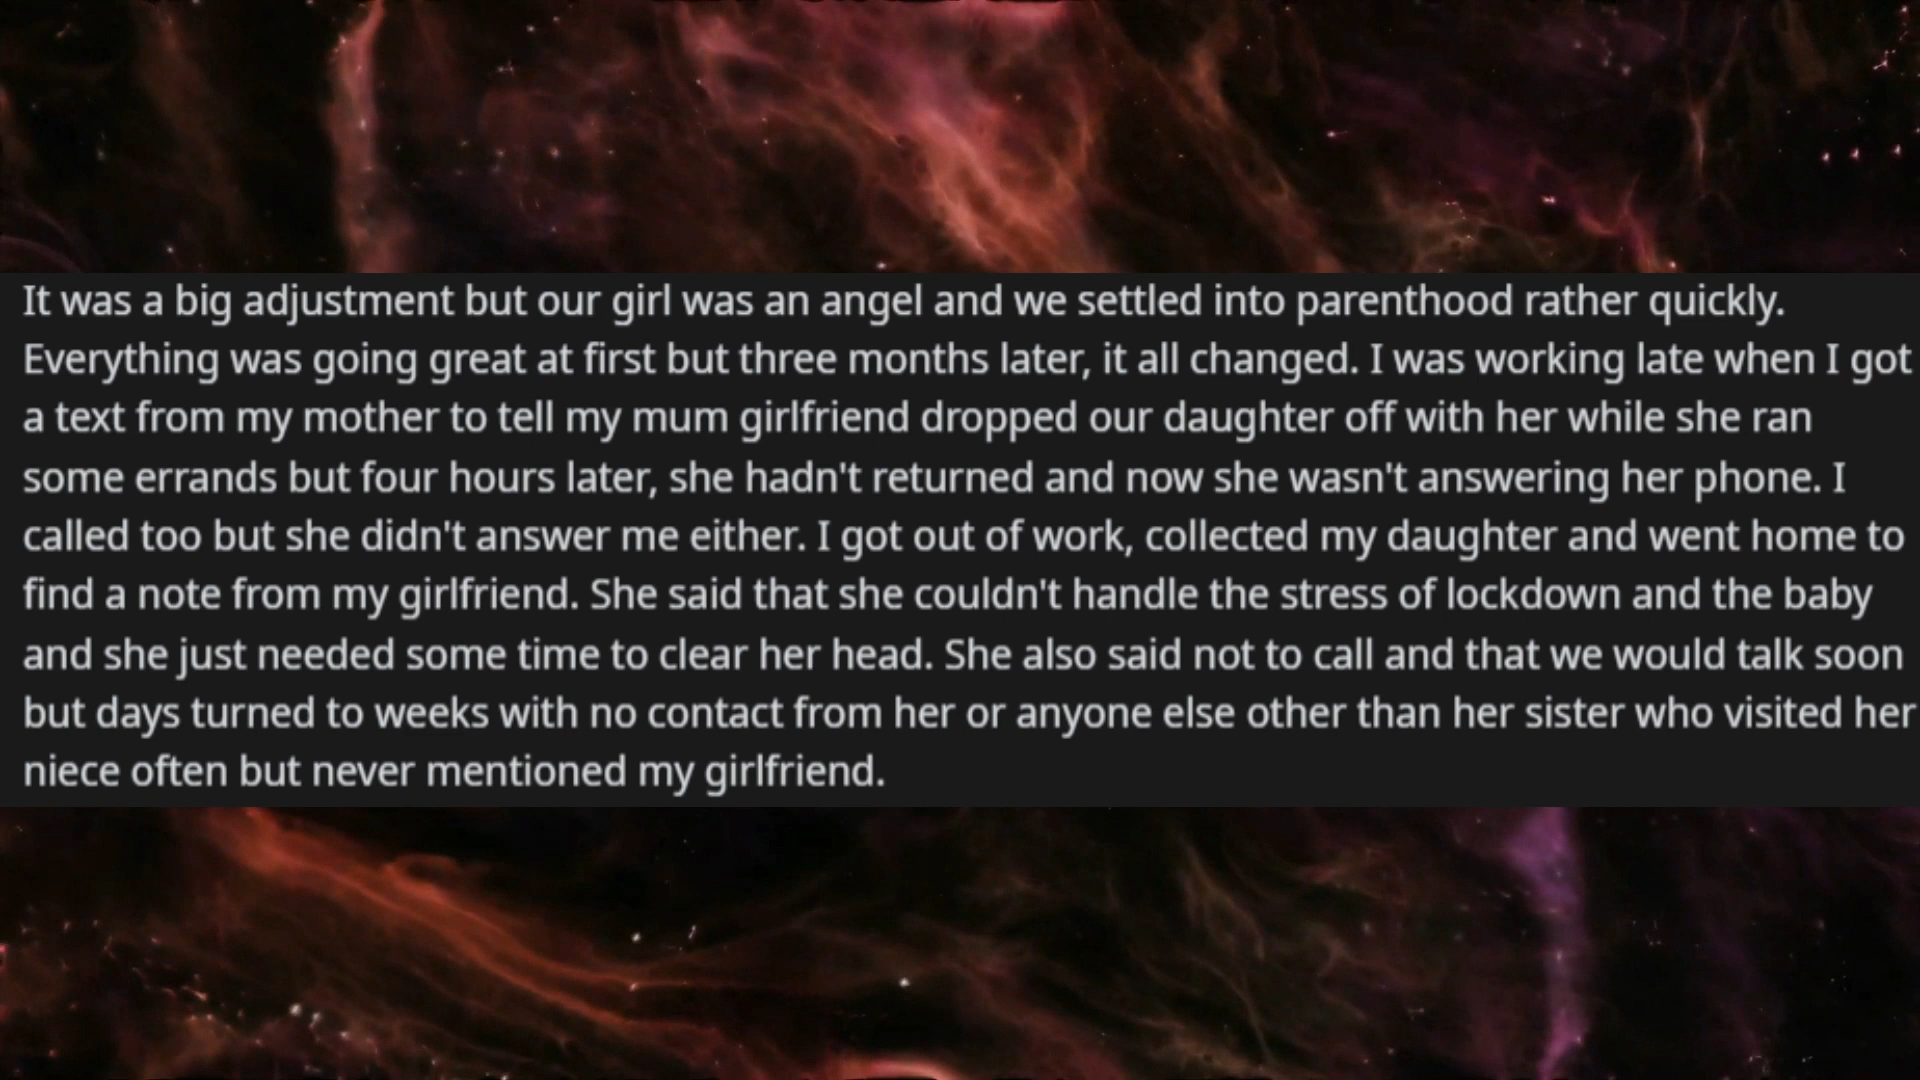 It was a big adjustment but our girl was an angel and we settled into parenthood rather quickly.
Everything was going great at first but three months later, it all changed. I was working late when I got
a text from my mother to tell my mum girlfriend dropped our daughter off with her while she ran
some errands but four hours later, she hadn't returned and now she wasn't answering her phone. I
called too but she didn't answer me either. I got out of work, collected my daughter and went home to
find a note from my girlfriend. She said that she couldn't handle the stress of lockdown and the baby
and she just needed some time to clear her head. She also said not to call and that we would talk soon
but days turned to weeks with no contact from her or anyone else other than her sister who visited her
niece often but never mentioned my girlfriend.